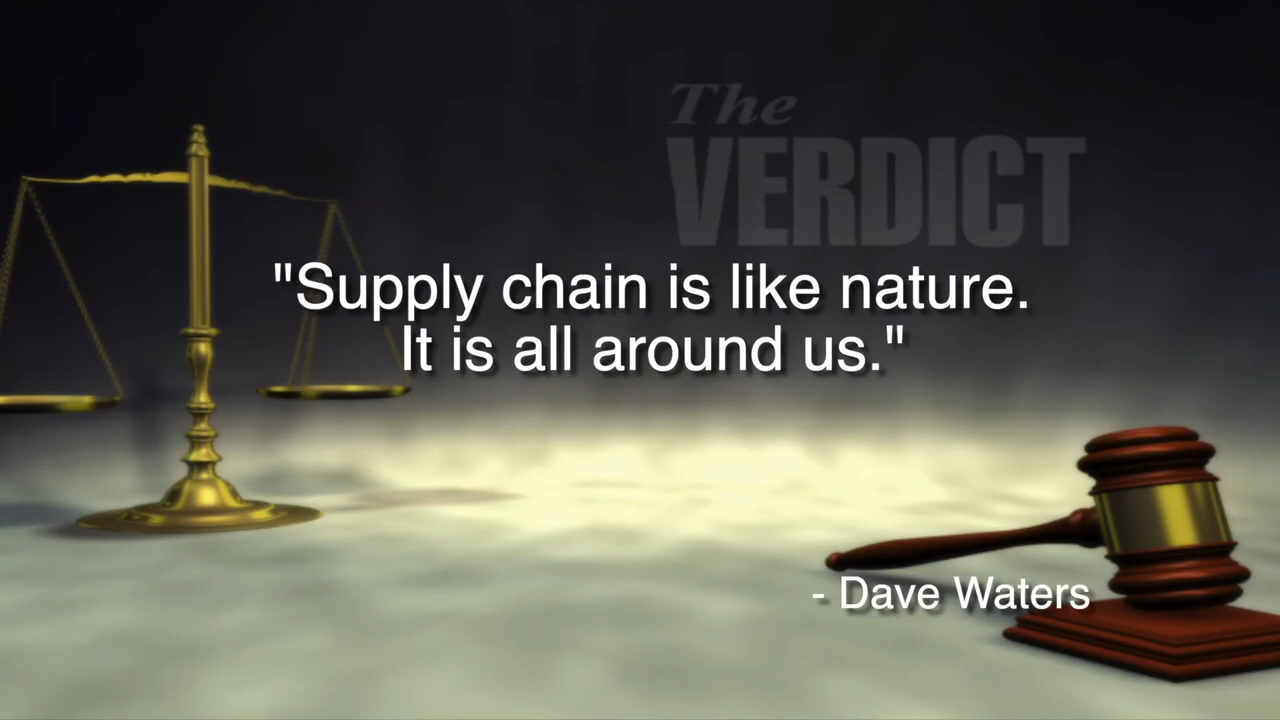 The
VERDICT
"Supply chain is like nature.
It is all around us."
- Dave Waters